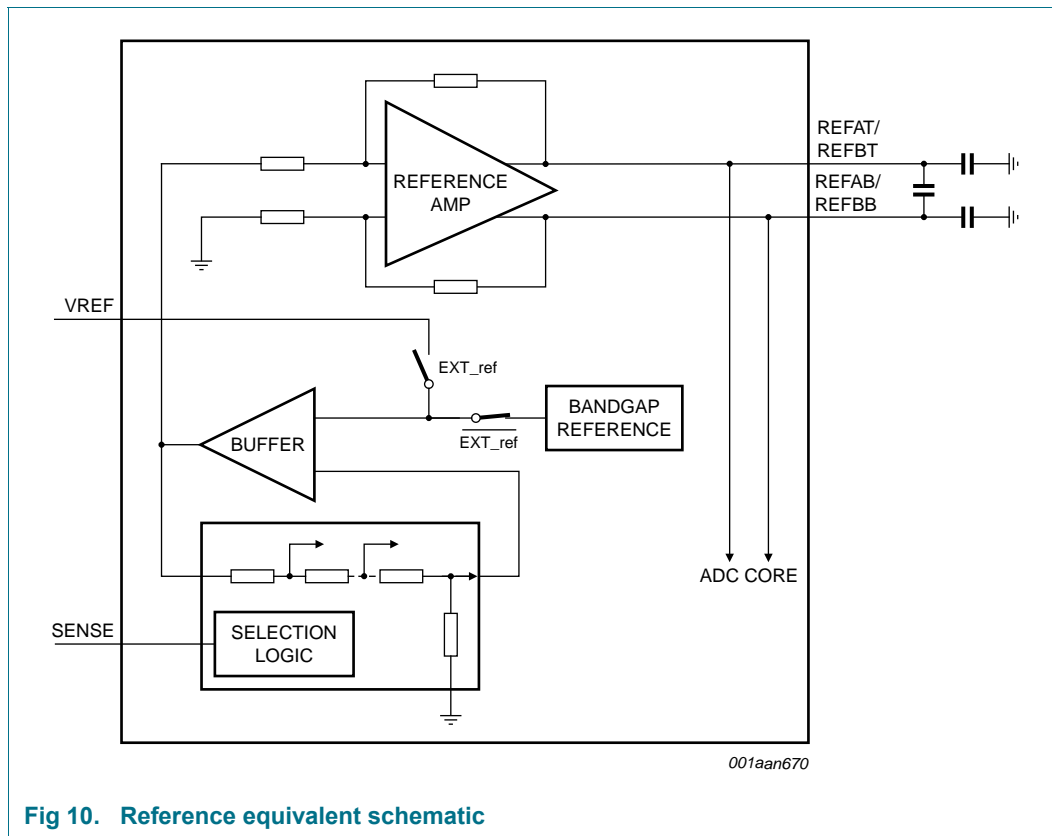 REFAT/
REFBT
REFERENCE
AMP
REFAB/
REFBB
VREF
EXT_ref
BANDGAP
REFERENCE
BUFFER
EXT_ref
ADC CORE
SENSE
SELECTION
LOGIC
001aan670
Fig 10. Reference equivalent schematic